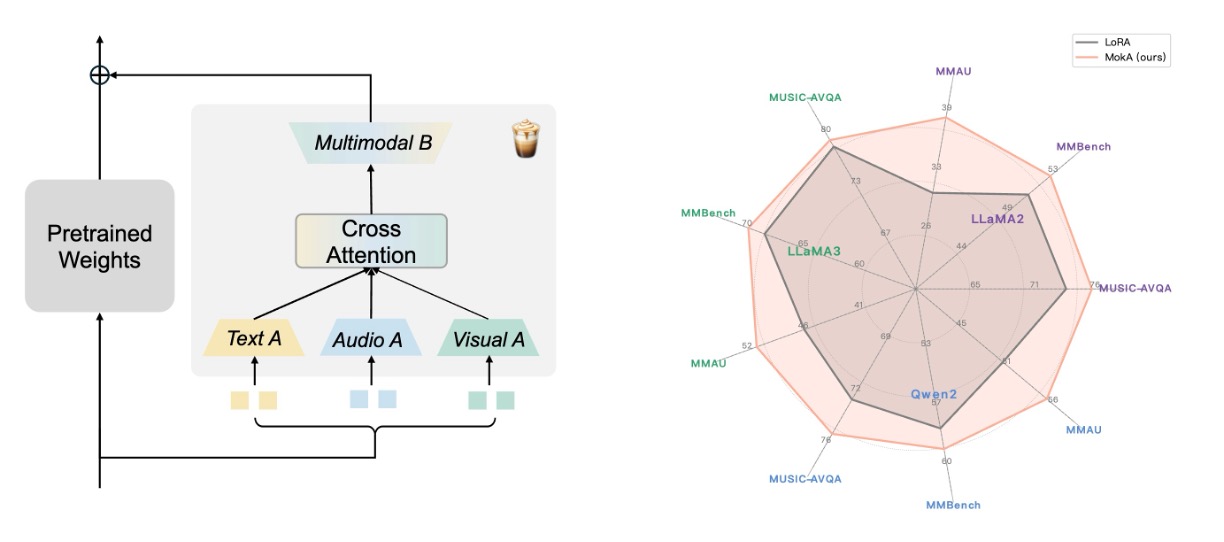 Pretrained
Weights
Multimodal B
Cross
Attention
Text A
Audio A
Visual A
LoRA
MokA (ours)
MMAU
39
33
26
MMBench
53
49
44
LLaMA2
MUSIC-AVQA
76
71
65
MUSIC-AVQA
80
73
67
MMBench
70
65
60
LLaMA3
MMAU
52
46
41
MUSIC-AVQA
76
72
69
Qwen2
MMBench
60
57
53
MMAU
56
51
45